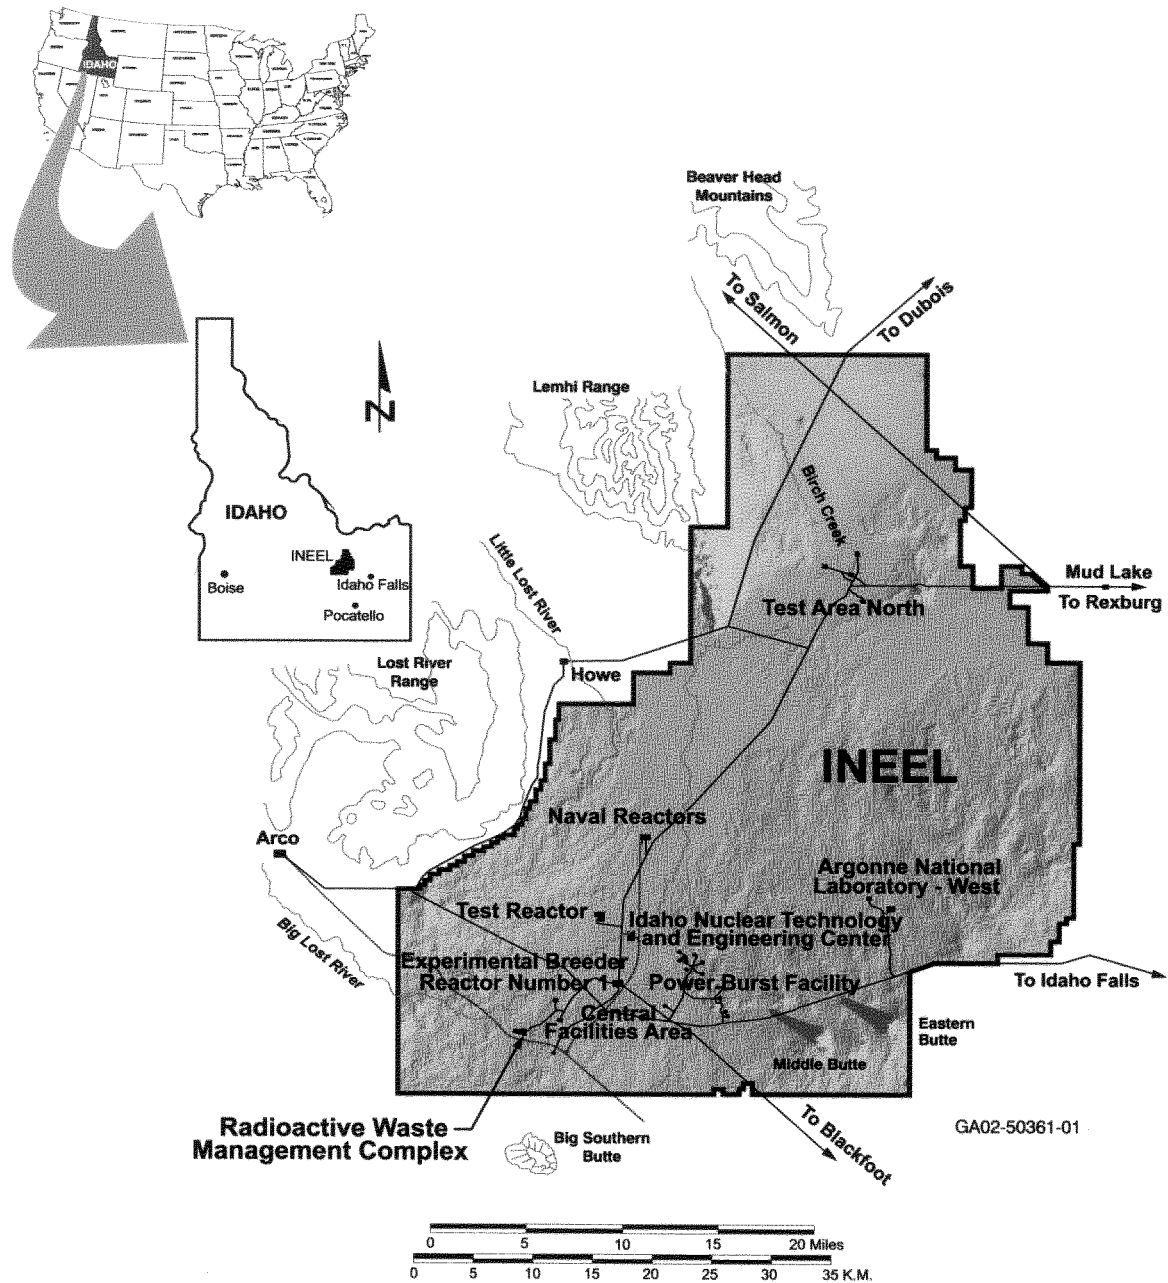 IDAHO
Beaver Head
Mountains
To Salmon
To Dubois
N
Lemhi Range
Birch Creek
IDAHO
INEEL
Boise
Idaho Falls
Pocatello
Little Lost River
Mud Lake
To Rexburg
Test Area North
Lost River
Range
Howe
INEEL
Naval Reactors
Arco
Argonne National
Laboratory - West
Test Reactor
Idaho Nuclear Technology
and Engineering Center
Big Lost River
Experimental Breeder
Reactor Number 1
Power Burst Facility
To Idaho Falls
Central
Facilities Area
Eastern
Butte
Middle Butte
Radioactive Waste
Management Complex
Big Southern
Butte
To Blackfoot
GA02-50361-01
0 5 10 15 20 Miles
0 5 10 15 20 25 30 35 K.M.